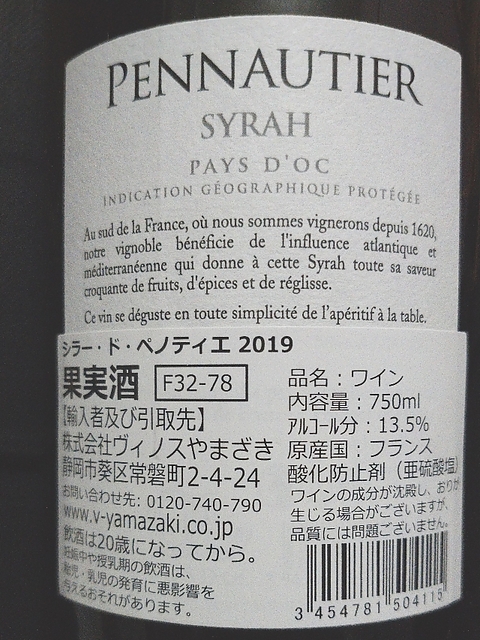 PENNAUTIER
SYRAH
PAYS D'OC
INDICATION GÉOGRAPHIQUE PROTÉGÉE
Au sud de la France, où nous sommes vignerons depuis 1620,
notre vignoble bénéficie de l'influence atlantique et
méditerranéenne qui donne à cette Syrah toute sa saveur
croquante de fruits, d'épices et de réglisse.
Ce vin se déguste en toute simplicité de l'apéritif à la table.
シラー・ド・ペノティエ 2019
果実酒 F32-78
【輸入者及び引取先】
株式会社ヴィノスやまざき
静岡市葵区常磐町2-4-24
お問い合わせ先: 0120-740-790
www.v-yamazaki.co.jp
飲酒は20歳になってから。
妊娠中や授乳期の飲酒は、
胎児・乳児の発育に悪影響を
与えるおそれがあります。
品名：ワイン
内容量：750ml
アルコール分：13.5%
原産国：フランス
酸化防止剤（亜硫酸塩）
ワインの成分が沈殿し、おりが
生じる場合がございますが、
品質には問題ございません。
3 454781 504115